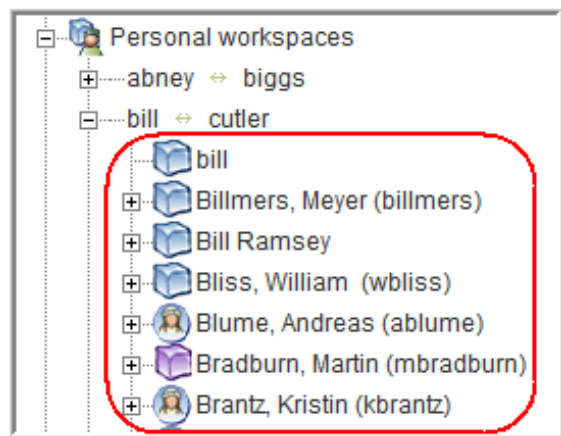 Personal workspaces
abney ⇔ biggs
bill ⇔ cutler
bill
Billmers, Meyer (billmers)
Bill Ramsey
Bliss, William (wbliss)
Blume, Andreas (ablume)
Bradburn, Martin (mbradburn)
Brantz, Kristin (kbrantz)